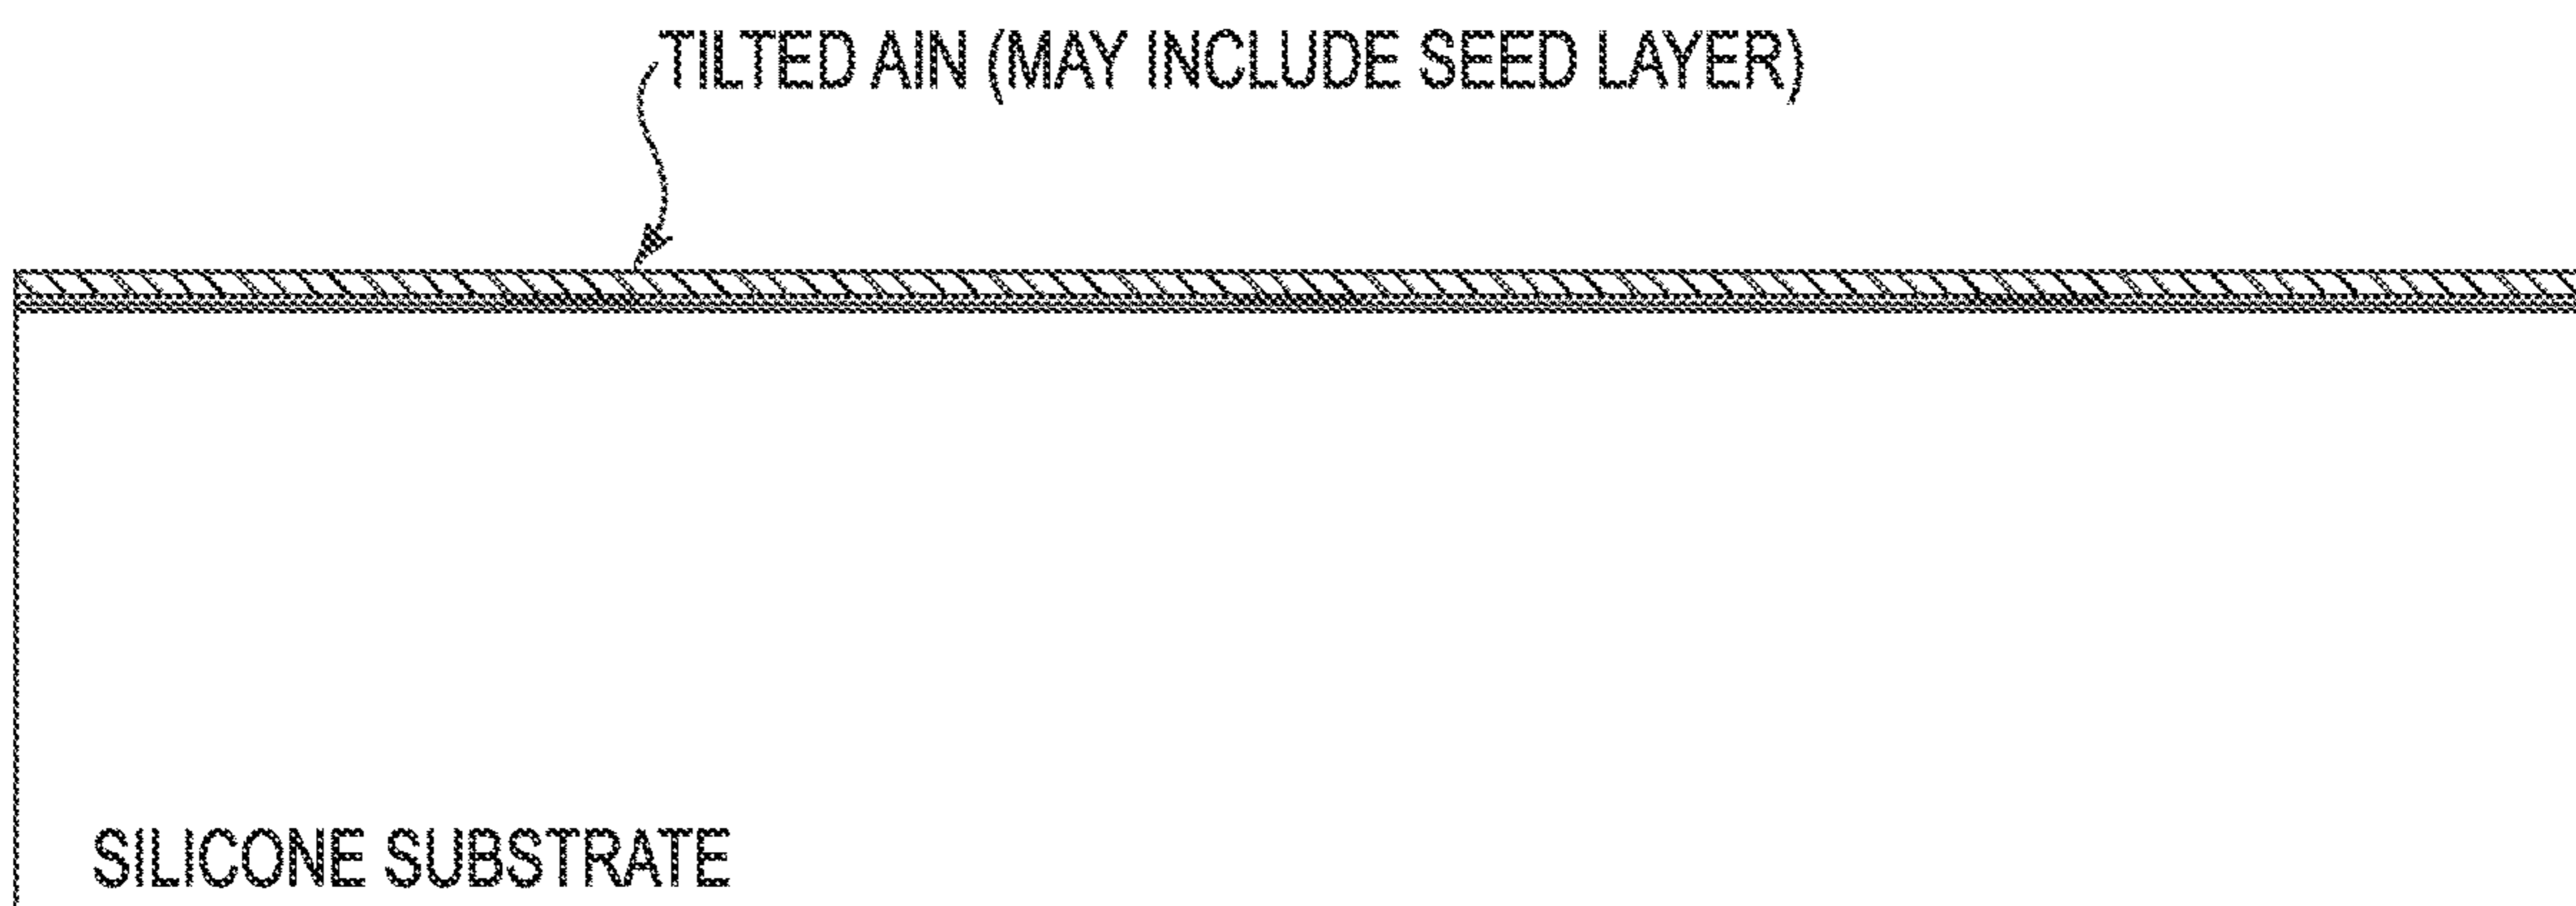 TILTED AIN (MAY INCLUDE SEED LAYER)
SILICONE SUBSTRATE